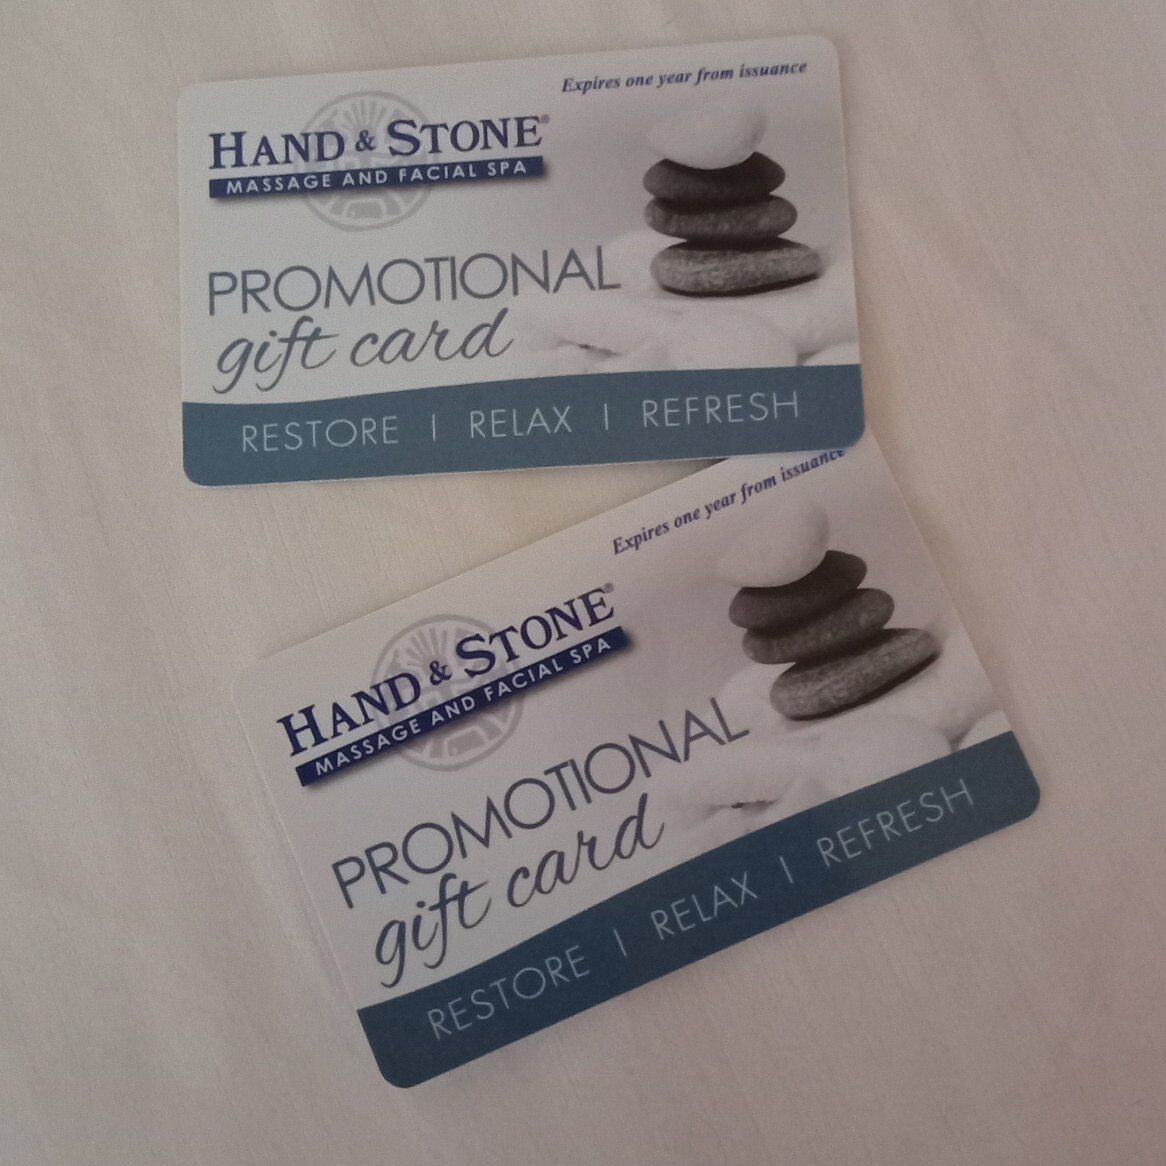 Expires one year from issuance
HAND & STONE®
MASSAGE AND FACIAL SPA
PROMOTIONAL
gift card
RESTORE | RELAX | REFRESH
Expires one year from issuance
HAND & STONE®
MASSAGE AND FACIAL SPA
PROMOTIONAL
gift card
RESTORE | RELAX | REFRESH